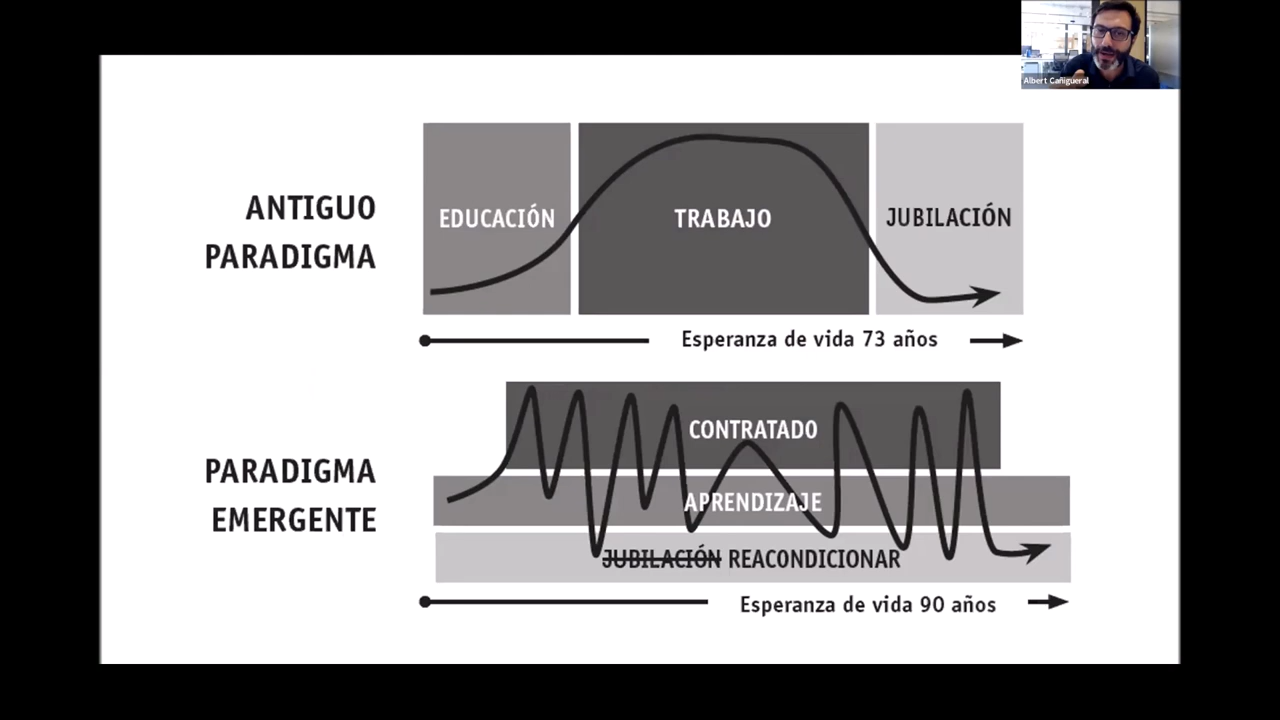 Albert Cañigueral
ANTIGUO
PARADIGMA
EDUCACIÓN
TRABAJO
JUBILACIÓN
Esperanza de vida 73 años
PARADIGMA
EMERGENTE
CONTRATADO
APRENDIZAJE
JUBILACIÓN REACONDICIONAR
Esperanza de vida 90 años